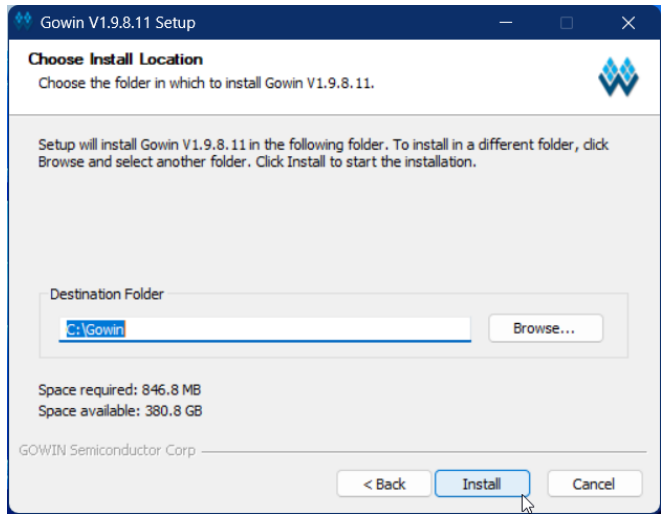 Gowin V1.9.8.11 Setup
Choose Install Location
Choose the folder in which to install Gowin V1.9.8.11.
Setup will install Gowin V1.9.8.11 in the following folder. To install in a different folder, click
Browse and select another folder. Click Install to start the installation.
Destination Folder
C:\Gowin
Browse...
Space required: 846.8 MB
Space available: 380.8 GB
GOWIN Semiconductor Corp
< Back
Install
Cancel